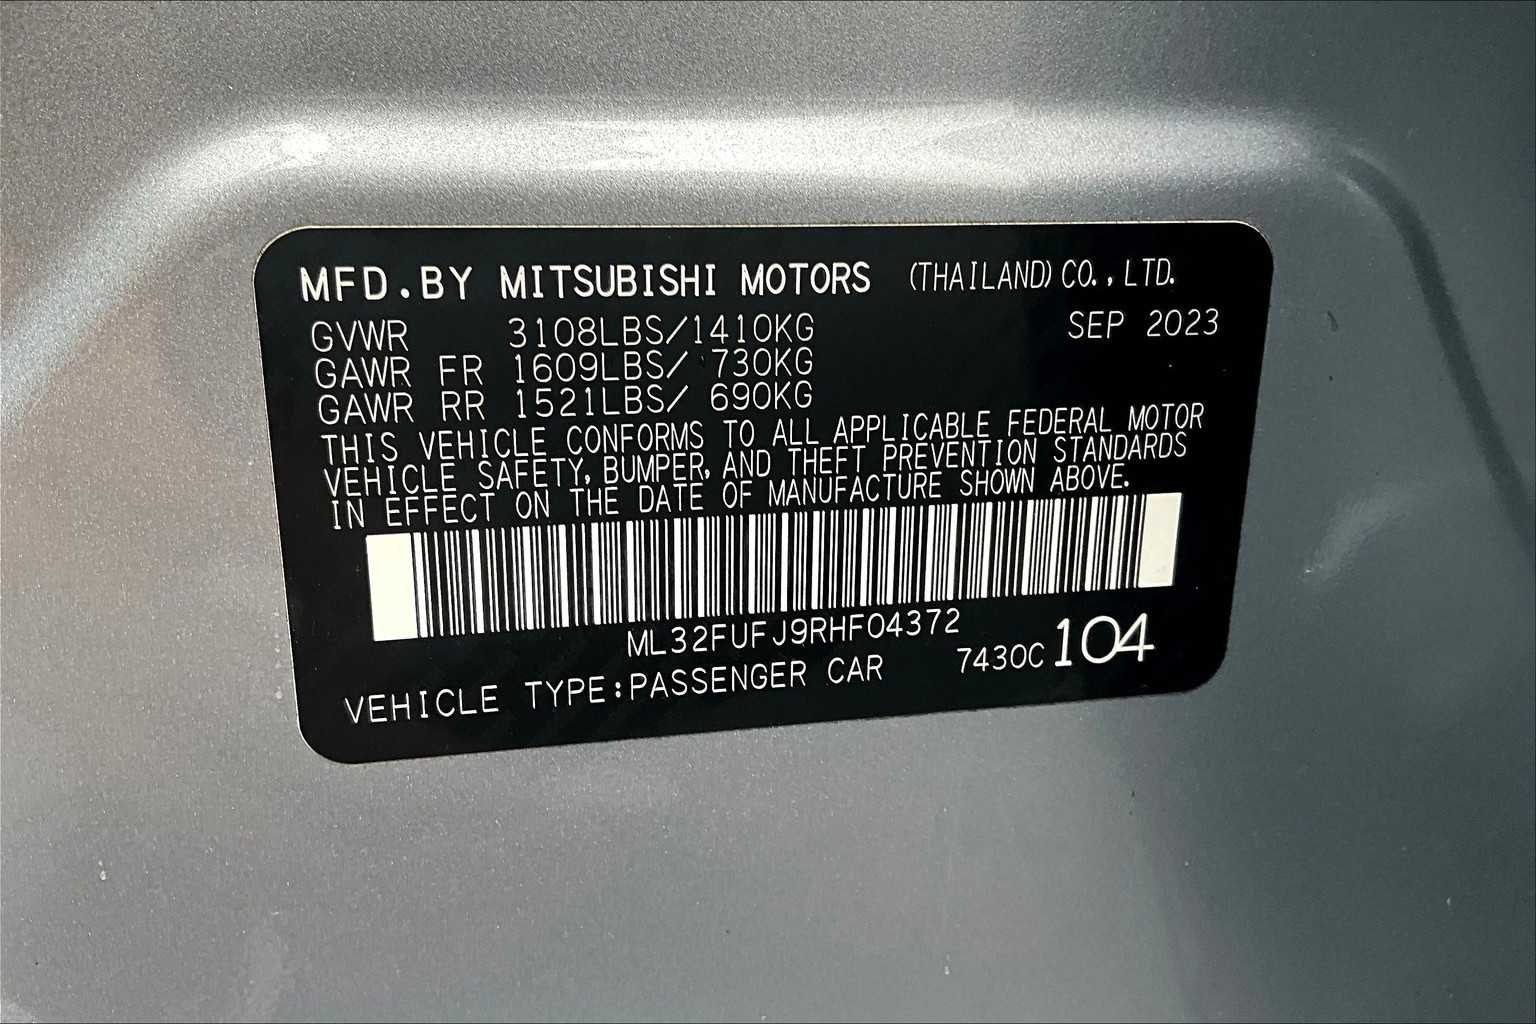 MFD.BY MITSUBISHI MOTORS (THAILAND) CO., LTD.
GVWR 3108LBS/1410KG SEP 2023
GAWR FR 1609LBS/ 730KG
GAWR RR 1521LBS/ 690KG
THIS VEHICLE CONFORMS TO ALL APPLICABLE FEDERAL MOTOR
VEHICLE SAFETY, BUMPER, AND THEFT PREVENTION STANDARDS
IN EFFECT ON THE DATE OF MANUFACTURE SHOWN ABOVE.
ML32FUFJ9RHF04372
VEHICLE TYPE:PASSENGER CAR 7430C 104